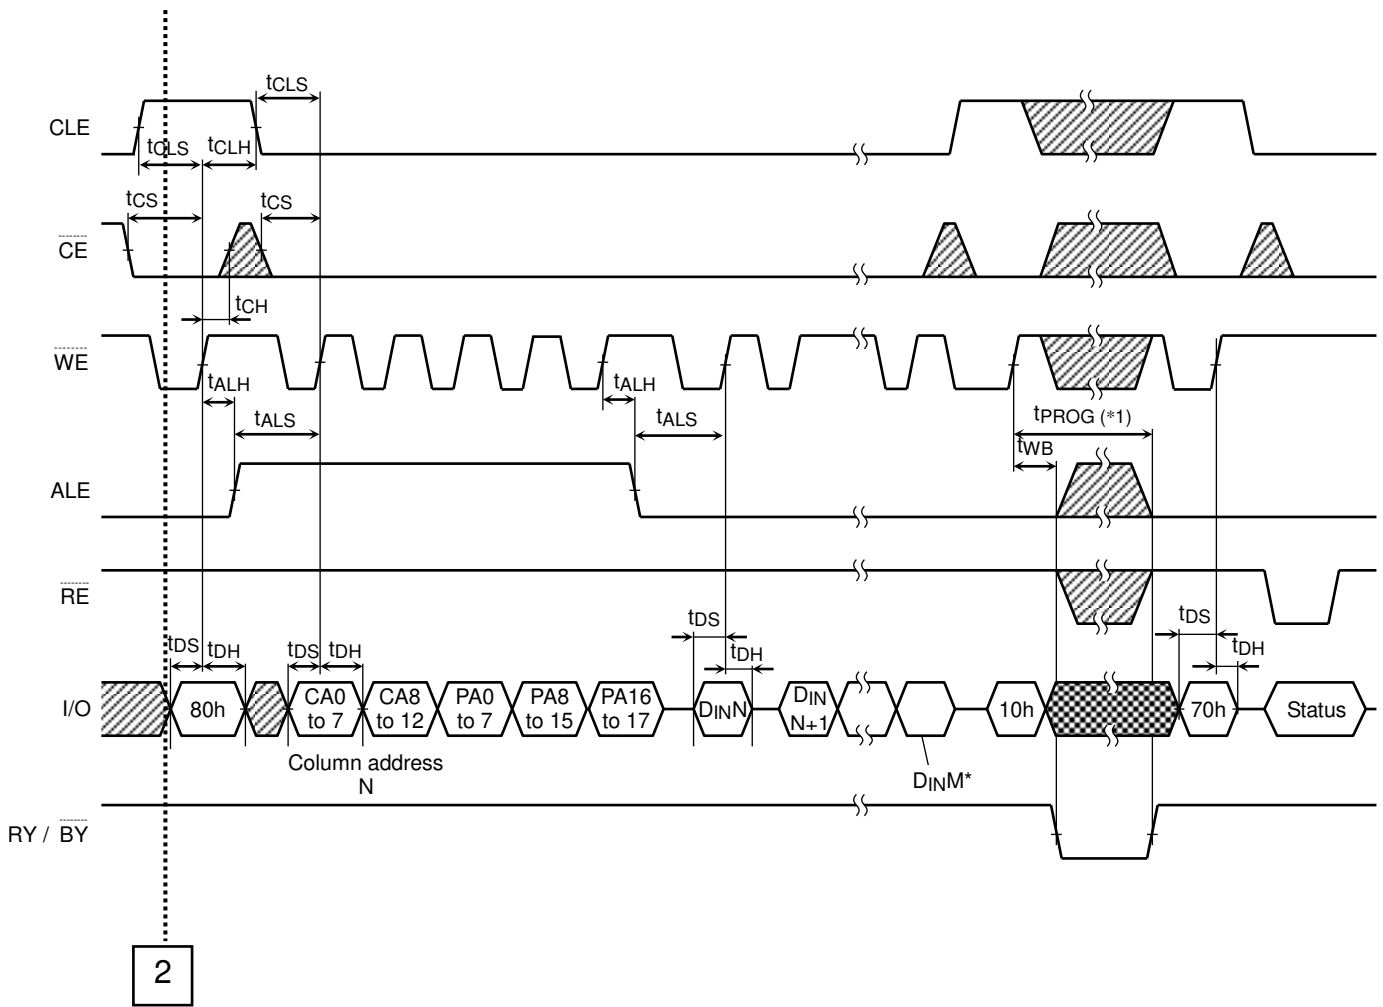 tCLS
CLE
tCLS tCLH
tCS tCS
CE
tCH
WE
tALH tALH
tALS tALS tPROG (*1)
tWB
ALE
RE
tDS tDH tDS tDH tDS tDH tDS tDH
I/O 80h CA0 to 7 CA8 to 12 PA0 to 7 PA8 to 15 PA16 to 17 DINN DIN N+1 10h 70h Status
Column address
N
DINM*
RY / BY
2